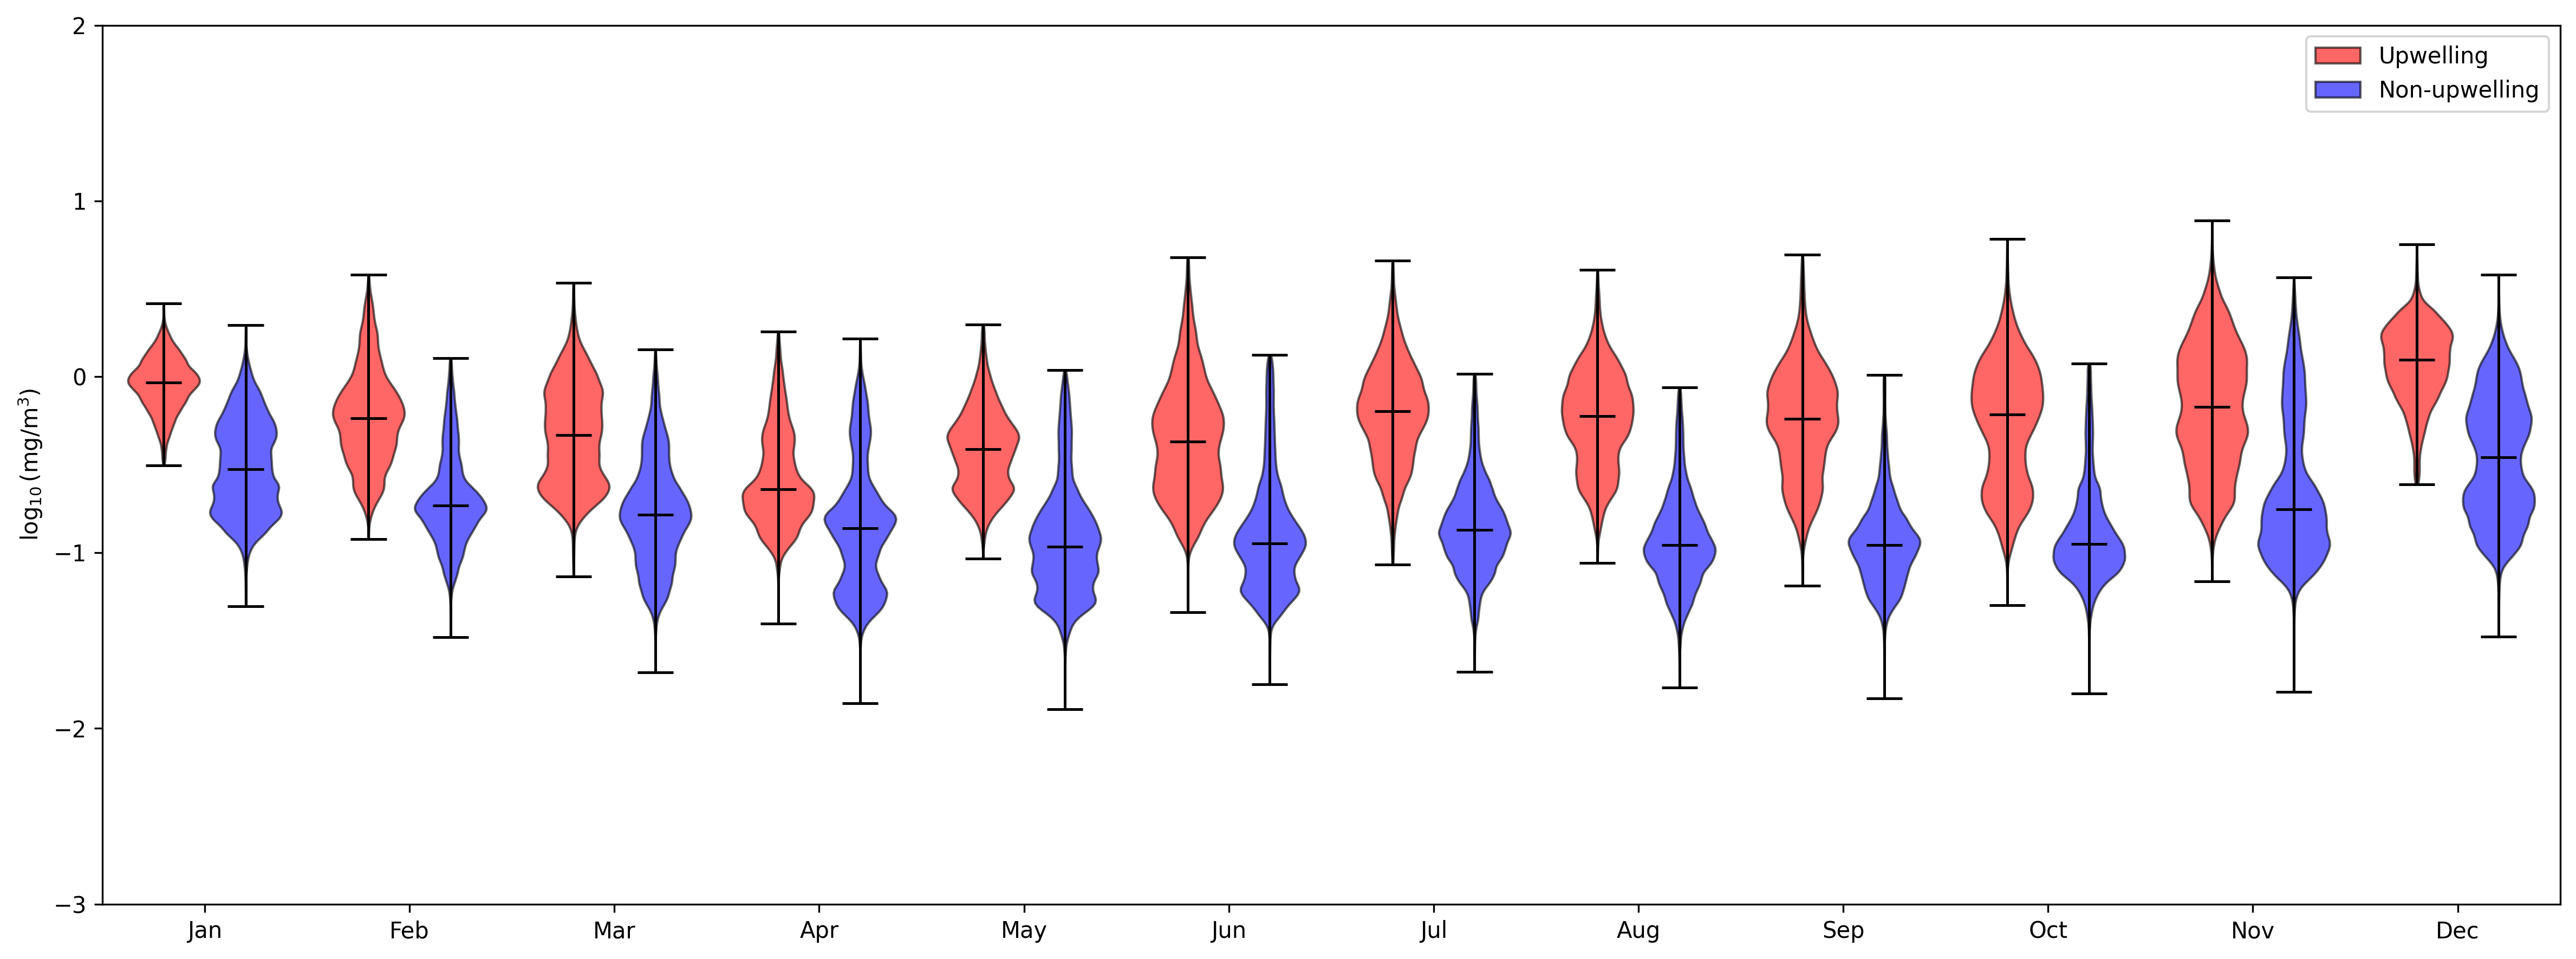 2
1
0
−1
−2
−3
log₁₀(mg/m³)
Upwelling
Non-upwelling
Jan Feb Mar Apr May Jun Jul Aug Sep Oct Nov Dec